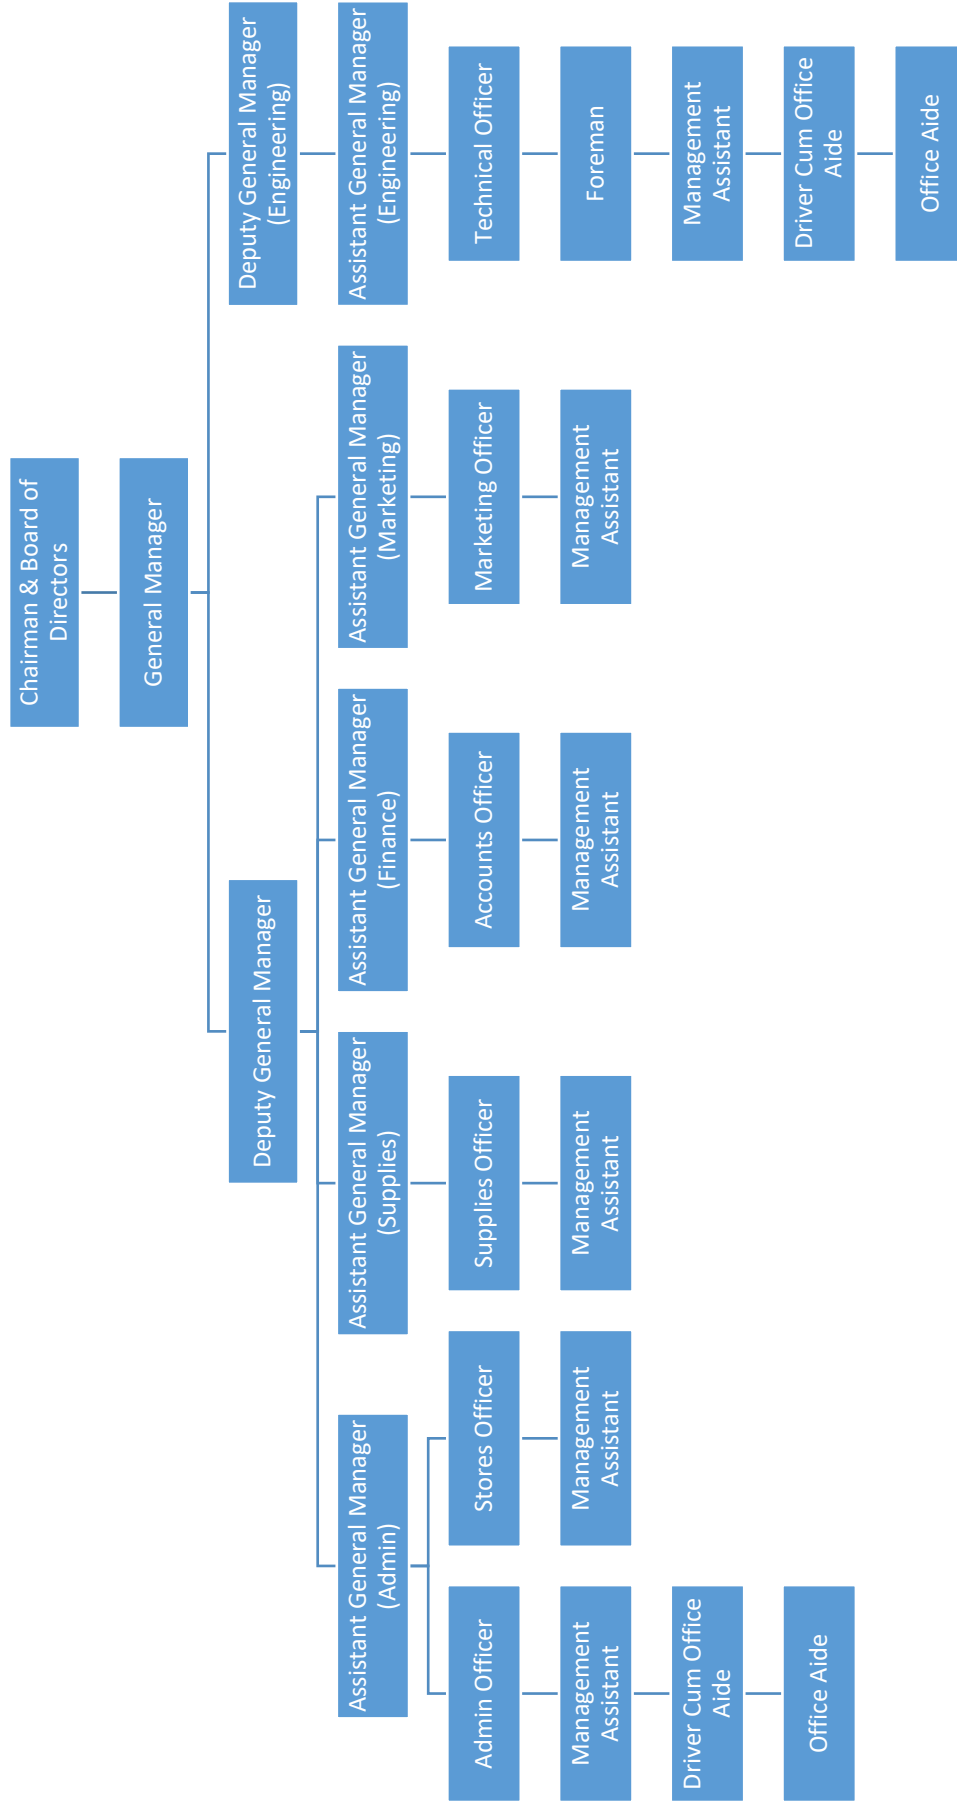 Chairman & Board of
Directors
General Manager
Deputy General Manager
Deputy General Manager
(Engineering)
Assistant General Manager
(Admin)
Assistant General Manager
(Supplies)
Assistant General Manager
(Finance)
Assistant General Manager
(Marketing)
Assistant General Manager
(Engineering)
Admin Officer
Stores Officer
Supplies Officer
Accounts Officer
Marketing Officer
Technical Officer
Management
Assistant
Management
Assistant
Management
Assistant
Management
Assistant
Management
Assistant
Foreman
Driver Cum Office
Aide
Management
Assistant
Office Aide
Driver Cum Office
Aide
Office Aide